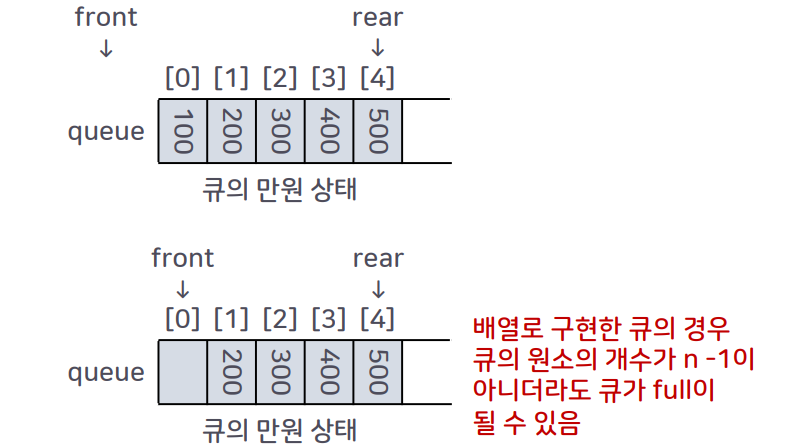 front rear
↓ ↓
[0] [1] [2] [3] [4]
queue 100 200 300 400 500
큐의 만원 상태
front rear
↓ ↓
[0] [1] [2] [3] [4]
queue 200 300 400 500
큐의 만원 상태
배열로 구현한 큐의 경우
큐의 원소의 개수가 n -1이
아니더라도 큐가 full이
될 수 있음